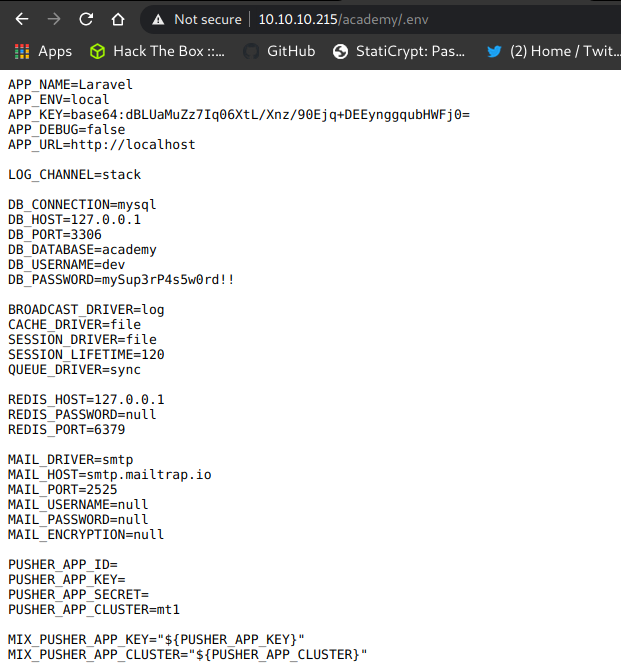 Not secure | 10.10.10.215/academy/.env
Apps Hack The Box ::... GitHub StatiCrypt: Pas... (2) Home / Twit...
APP_NAME=Laravel
APP_ENV=local
APP_KEY=base64:dBLUaMuZz7Iq06XtL/Xnz/90Ejq+DEEynggqubHWFj0=
APP_DEBUG=false
APP_URL=http://localhost
LOG_CHANNEL=stack
DB_CONNECTION=mysql
DB_HOST=127.0.0.1
DB_PORT=3306
DB_DATABASE=academy
DB_USERNAME=dev
DB_PASSWORD=mySup3rP4s5w0rd!!
BROADCAST_DRIVER=log
CACHE_DRIVER=file
SESSION_DRIVER=file
SESSION_LIFETIME=120
QUEUE_DRIVER=sync
REDIS_HOST=127.0.0.1
REDIS_PASSWORD=null
REDIS_PORT=6379
MAIL_DRIVER=smtp
MAIL_HOST=smtp.mailtrap.io
MAIL_PORT=2525
MAIL_USERNAME=null
MAIL_PASSWORD=null
MAIL_ENCRYPTION=null
PUSHER_APP_ID=
PUSHER_APP_KEY=
PUSHER_APP_SECRET=
PUSHER_APP_CLUSTER=mt1
MIX_PUSHER_APP_KEY="${PUSHER_APP_KEY}"
MIX_PUSHER_APP_CLUSTER="${PUSHER_APP_CLUSTER}"